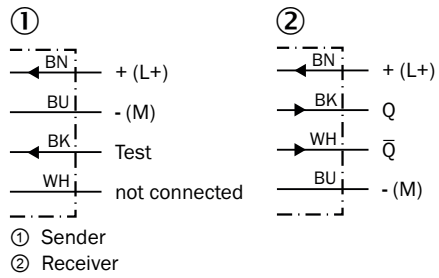 ①
BN + (L+)
BU - (M)
BK Test
WH not connected
②
BN + (L+)
BK Q
WH Q̅
BU - (M)
① Sender
② Receiver